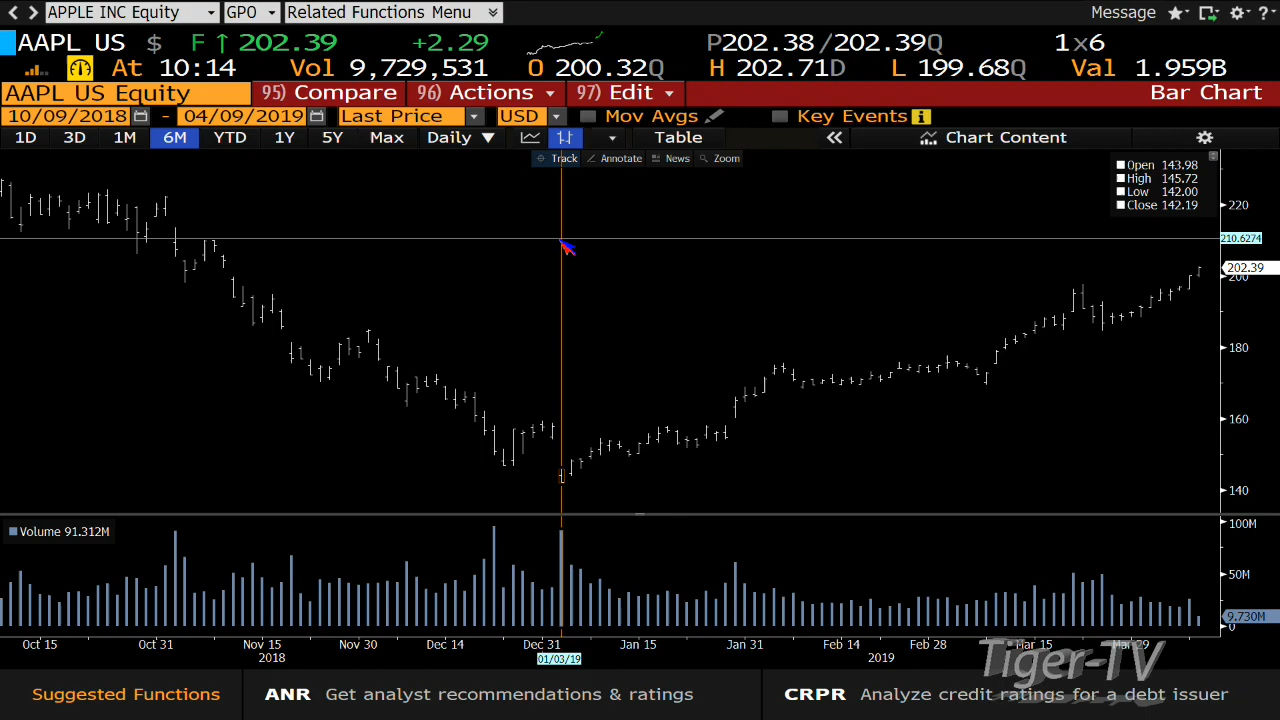 APPLE INC Equity GPO Related Functions Menu Message ?
AAPL US $ F ↑ 202.39 +2.29 P202.38/202.39Q 1×6
At 10:14 Vol 9,729,531 O 200.32Q H 202.71D L 199.68Q Val 1.959B
AAPL US Equity 95) Compare 96) Actions 97) Edit Bar Chart
10/09/2018 - 04/09/2019 Last Price USD Mov Avgs Key Events i
1D 3D 1M 6M YTD 1Y 5Y Max Daily ▼ Table « Chart Content
Track Annotate News Zoom
Open 143.98
High 145.72
Low 142.00
Close 142.19
220
210.6274
202.39
200
180
160
140
Volume 91.312M
100M
50M
9.730M
0
Oct 15 Oct 31 Nov 15 Nov 30 Dec 14 Dec 31 Jan 15 Jan 31 Feb 14 Feb 28 Mar 15 Mar 29
2018 01/03/19 2019
Tiger-TV
Suggested Functions ANR Get analyst recommendations & ratings CRPR Analyze credit ratings for a debt issuer